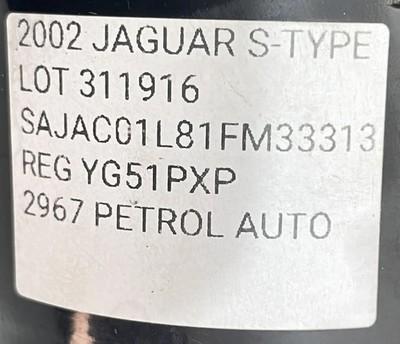 2002 JAGUAR S-TYPE
LOT 311916
SAJAC01L81FM33313
REG YG51PXP
2967 PETROL AUTO